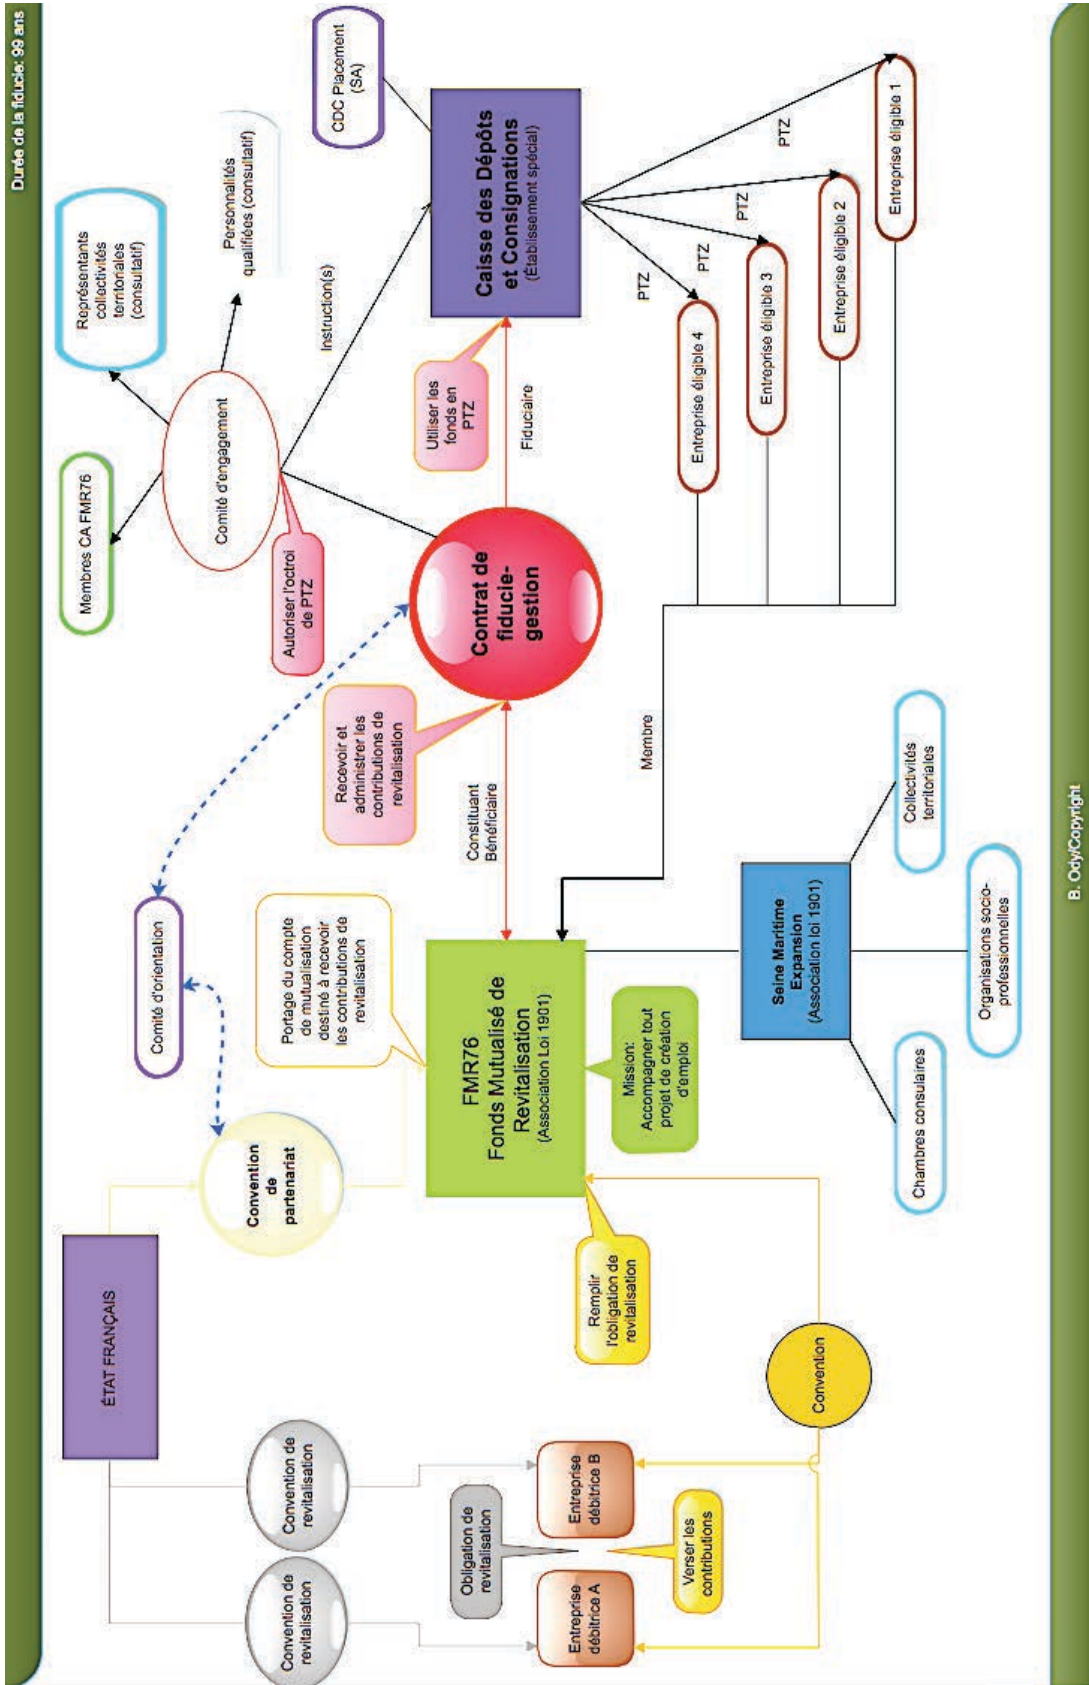 Durée de la fiducie: 99 ans
ÉTAT FRANÇAIS
Convention de
revitalisation
Convention de
revitalisation
Obligation de
revitalisation
Entreprise
débitrice A
Entreprise
débitrice B
Verser les
contributions
Convention
Remplir
l'obligation de
revitalisation
Convention
de
partenariat
Comité d'orientation
Portage du compte
de mutualisation
destiné à recevoir
les contributions de
revitalisation
FMR76
Fonds Mutualisé de
Revitalisation
(Association Loi 1901)
Mission:
Accompagner tout
projet de création
d'emploi
Seine Maritime
Expansion
(Association loi 1901)
Chambres consulaires
Organisations socio-
professionnelles
Collectivités
territoriales
Constituant
Bénéficiaire
Recevoir et
administrer les
contributions de
revitalisation
Contrat de
fiducie-
gestion
Membre
Membres CA FMR76
Représentants
collectivités
territoriales
(consultatif)
Personnalités
qualifiées (consultatif)
Comité d'engagement
Autoriser l'octroi
de PTZ
Instruction(s)
Utiliser les
fonds en
PTZ
Fiduciaire
CDC Placement
(SA)
Caisse des Dépôts
et Consignations
(Établissement spécial)
PTZ
PTZ
PTZ
PTZ
Entreprise éligible 4
Entreprise éligible 3
Entreprise éligible 2
Entreprise éligible 1
B. Ody/Copyright